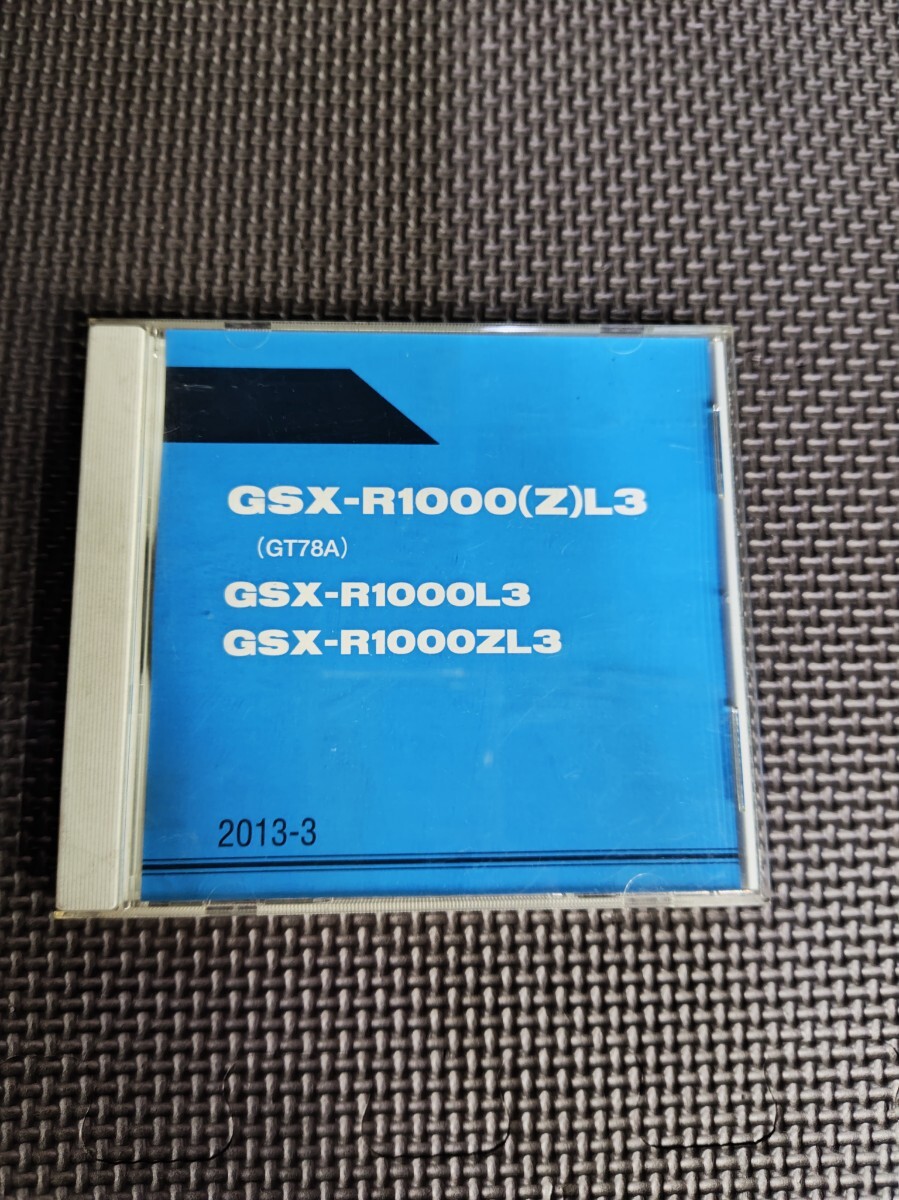 GSX-R1000(Z)L3
(GT78A)
GSX-R1000L3
GSX-R1000ZL3
2013-3